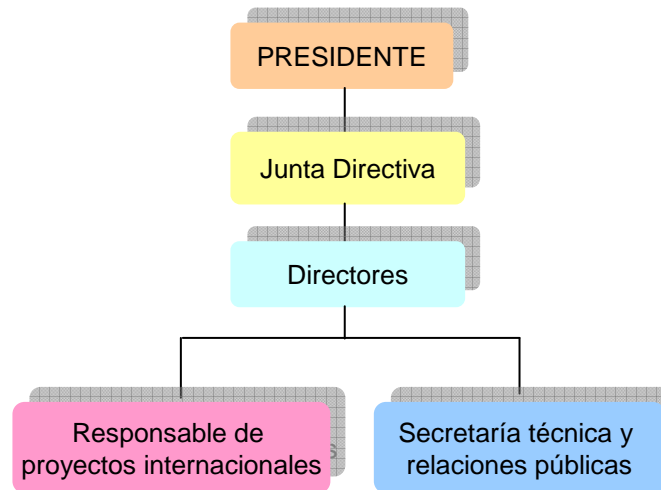 PRESIDENTE
Junta Directiva
Directores
Responsable de
proyectos internacionales
Secretaría técnica y
relaciones públicas